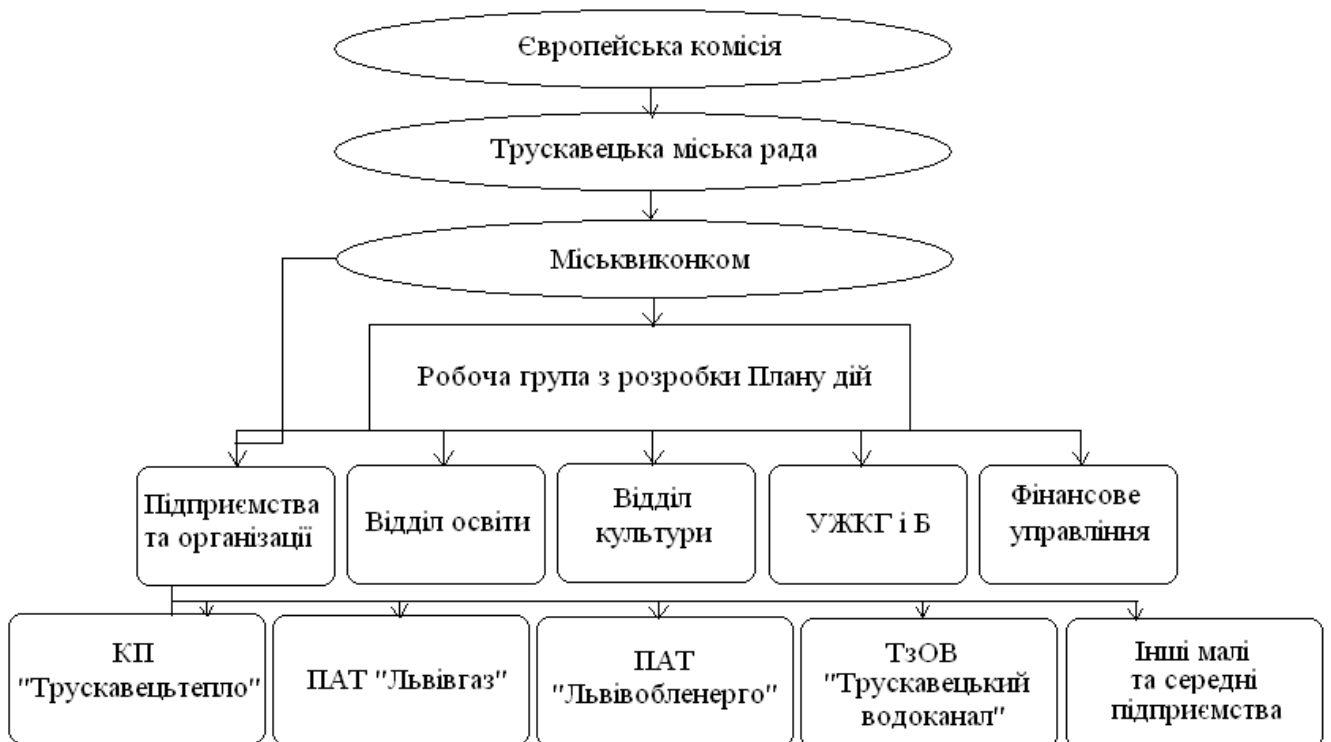 Європейська комісія
Трускавецька міська рада
Міськвиконком
Робоча група з розробки Плану дій
Підприємства
та організації
Відділ освіти
Відділ
культури
УЖКГ і Б
Фінансове
управління
КП
"Трускавецьтепло"
ПАТ "Львівгаз"
ПАТ
"Львівобленерго"
ТзОВ
"Трускавецький
водоканал"
Інші малі
та середні
підприємства